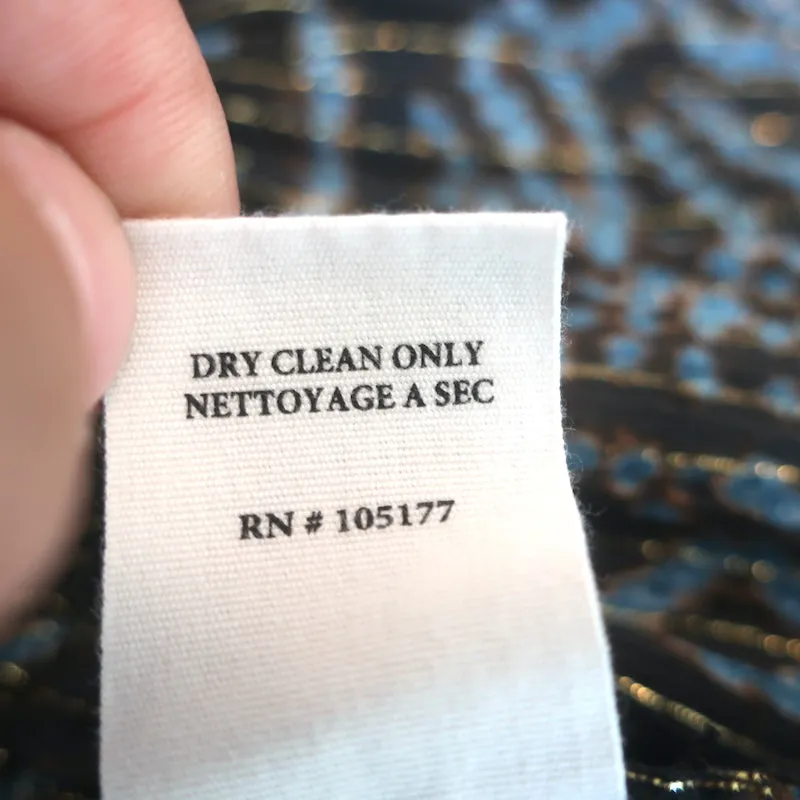 DRY CLEAN ONLY
NETTOYAGE A SEC
RN # 105177